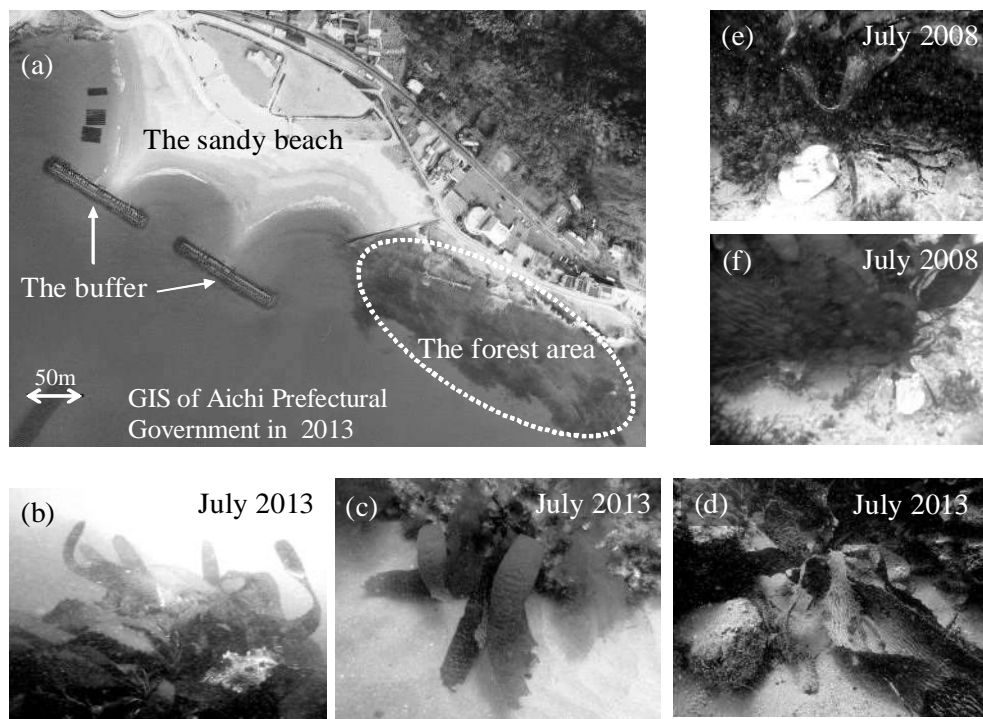 (a)
The sandy beach
The buffer
The forest area
50m
GIS of Aichi Prefectural
Government in 2013
(e)
July 2008
(f)
July 2008
(b)
July 2013
(c)
July 2013
(d)
July 2013